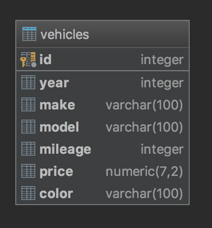 vehicles
id integer
year integer
make varchar(100)
model varchar(100)
mileage integer
price numeric(7,2)
color varchar(100)